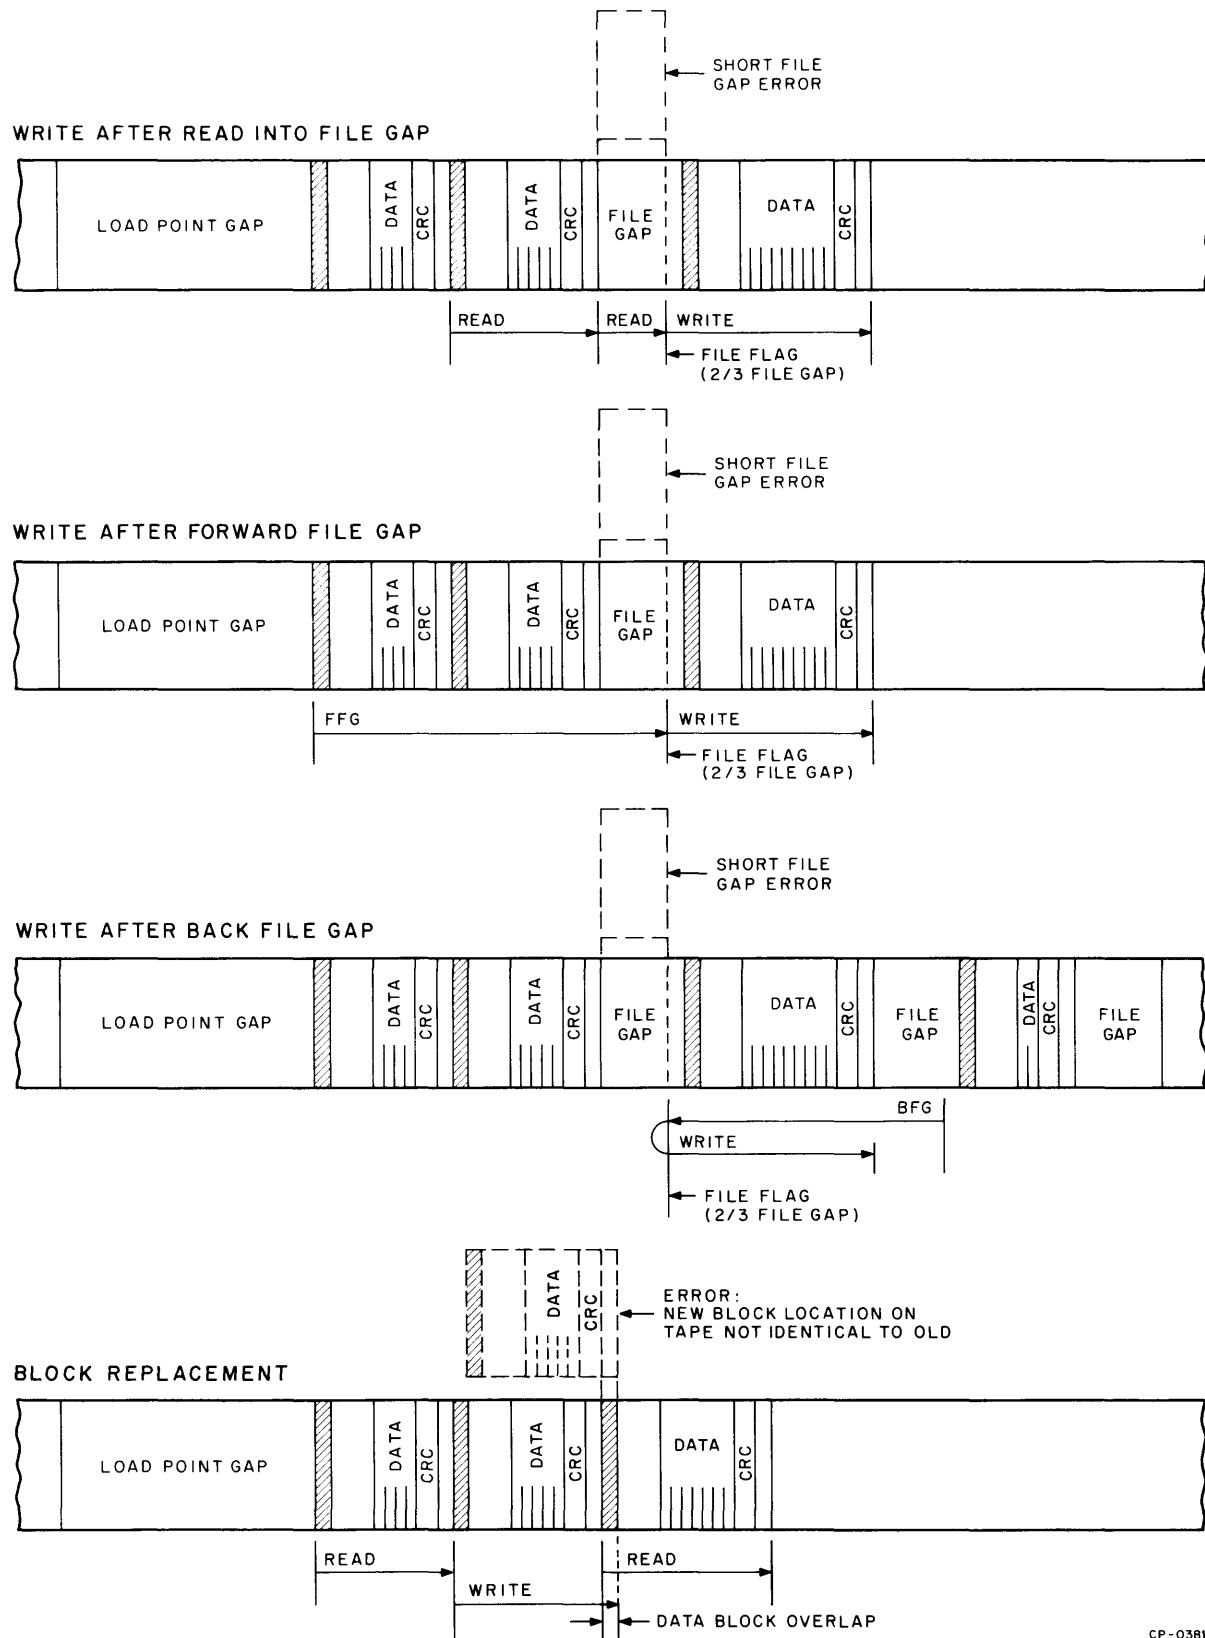 SHORT FILE
GAP ERROR
WRITE AFTER READ INTO FILE GAP
LOAD POINT GAP
DATA
CRC
DATA
CRC
FILE
GAP
DATA
CRC
READ
READ
WRITE
FILE FLAG
(2/3 FILE GAP)
SHORT FILE
GAP ERROR
WRITE AFTER FORWARD FILE GAP
LOAD POINT GAP
DATA
CRC
DATA
CRC
FILE
GAP
DATA
CRC
FFG
WRITE
FILE FLAG
(2/3 FILE GAP)
SHORT FILE
GAP ERROR
WRITE AFTER BACK FILE GAP
LOAD POINT GAP
DATA
CRC
DATA
CRC
FILE
GAP
DATA
CRC
FILE
GAP
DATA
CRC
FILE
GAP
BFG
WRITE
FILE FLAG
(2/3 FILE GAP)
DATA
CRC
ERROR:
NEW BLOCK LOCATION ON
TAPE NOT IDENTICAL TO OLD
BLOCK REPLACEMENT
LOAD POINT GAP
DATA
CRC
DATA
CRC
DATA
CRC
READ
READ
WRITE
DATA BLOCK OVERLAP
CP-0381